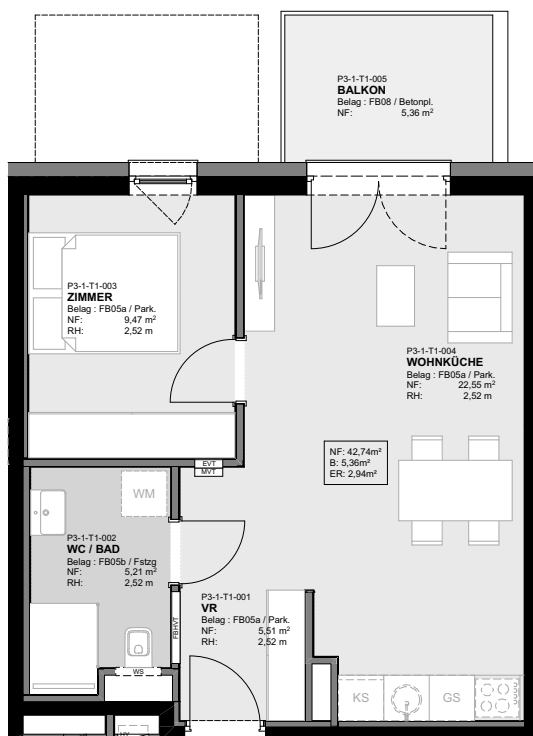 P3-1-T1-005
BALKON
Belag : FB08 / Betonpl.
NF: 5,36 m²
P3-1-T1-003
ZIMMER
Belag : FB05a / Park.
NF: 9,47 m²
RH: 2,52 m
P3-1-T1-004
WOHNKÜCHE
Belag : FB05a / Park.
NF: 22,55 m²
RH: 2,52 m
NF: 42,74m²
B: 5,36m²
ER: 2,94m²
EVT
MVT
WM
P3-1-T1-002
WC / BAD
Belag : FB05b / Fstzg
NF: 5,21 m²
RH: 2,52 m
P3-1-T1-001
VR
Belag : FB05a / Park.
NF: 5,51 m²
RH: 2,52 m
FBHVT
WS
KS
GS